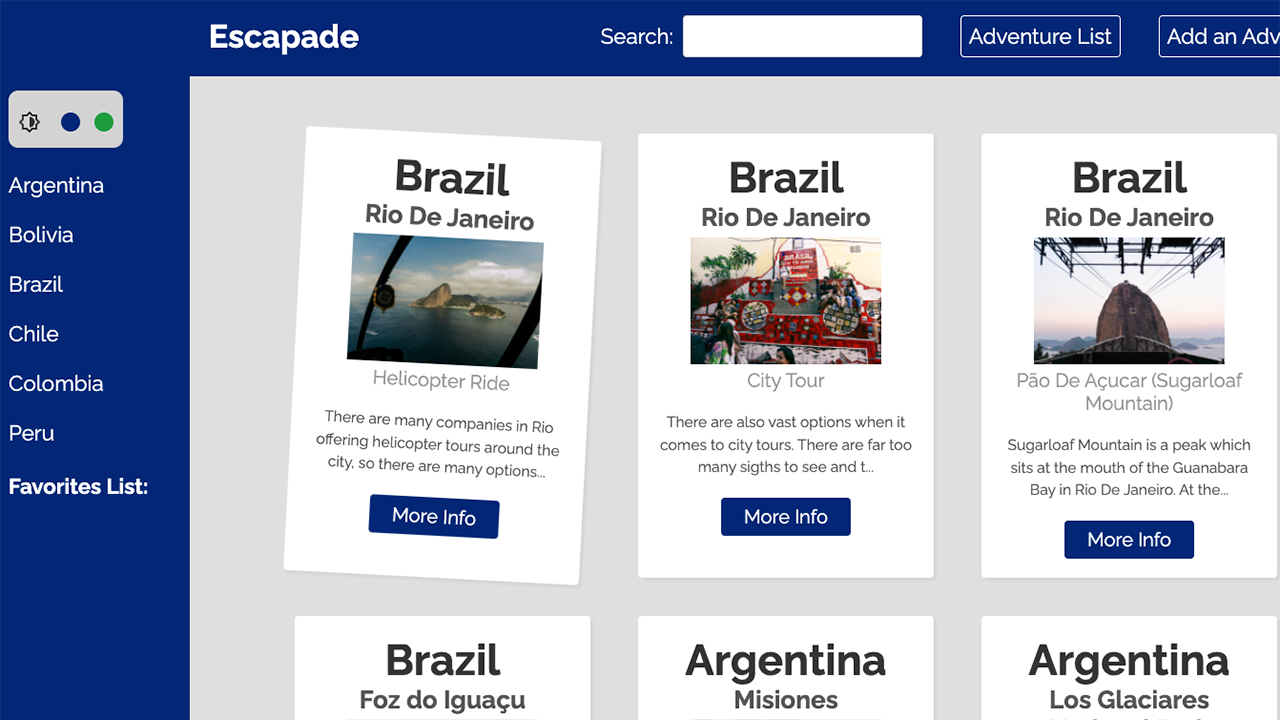 Escapade
Search:
Adventure List
Add an Adv
Argentina
Bolivia
Brazil
Chile
Colombia
Peru
Favorites List:
Brazil
Rio De Janeiro
Helicopter Ride
There are many companies in Rio
offering helicopter tours around the
city, so there are many options...
More Info
Brazil
Rio De Janeiro
BRASIL
City Tour
There are also vast options when it
comes to city tours. There are far too
many sigths to see and t...
More Info
Brazil
Rio De Janeiro
Pão De Açucar (Sugarloaf
Mountain)
Sugarloaf Mountain is a peak which
sits at the mouth of the Guanabara
Bay in Rio De Janeiro. At the...
More Info
Brazil
Foz do Iguaçu
Argentina
Misiones
Argentina
Los Glaciares